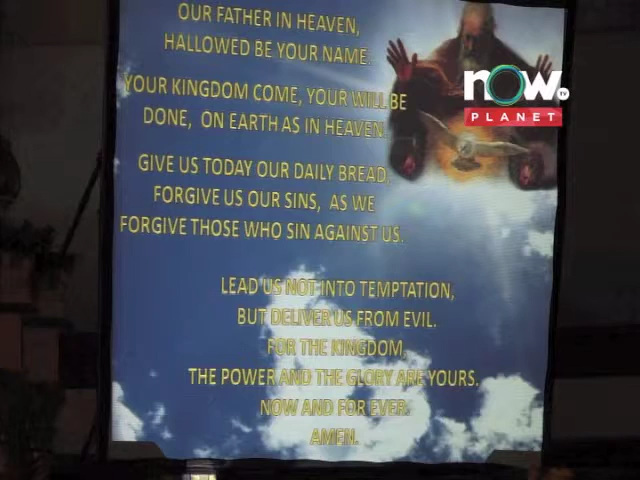 OUR FATHER IN HEAVEN,
HALLOWED BE YOUR NAME.
YOUR KINGDOM COME, YOUR WILL BE
DONE, ON EARTH AS IN HEAVEN.
GIVE US TODAY OUR DAILY BREAD.
FORGIVE US OUR SINS, AS WE
FORGIVE THOSE WHO SIN AGAINST US.
LEAD US NOT INTO TEMPTATION,
BUT DELIVER US FROM EVIL.
FOR THE KINGDOM,
THE POWER AND THE GLORY ARE YOURS.
NOW AND FOR EVER.
AMEN.
now TV
PLANET